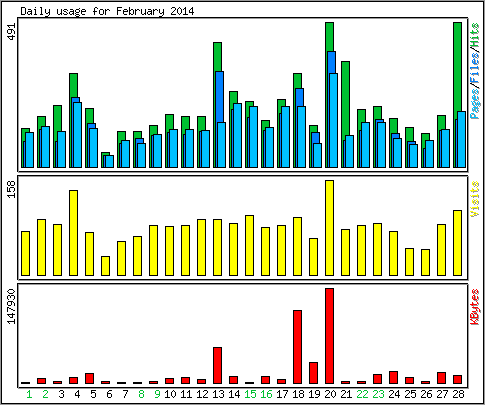 Daily usage for February 2014
491
Pages/Files/Hits
158
Visits
147930
KBytes
1 2 3 4 5 6 7 8 9 10 11 12 13 14 15 16 17 18 19 20 21 22 23 24 25 26 27 28